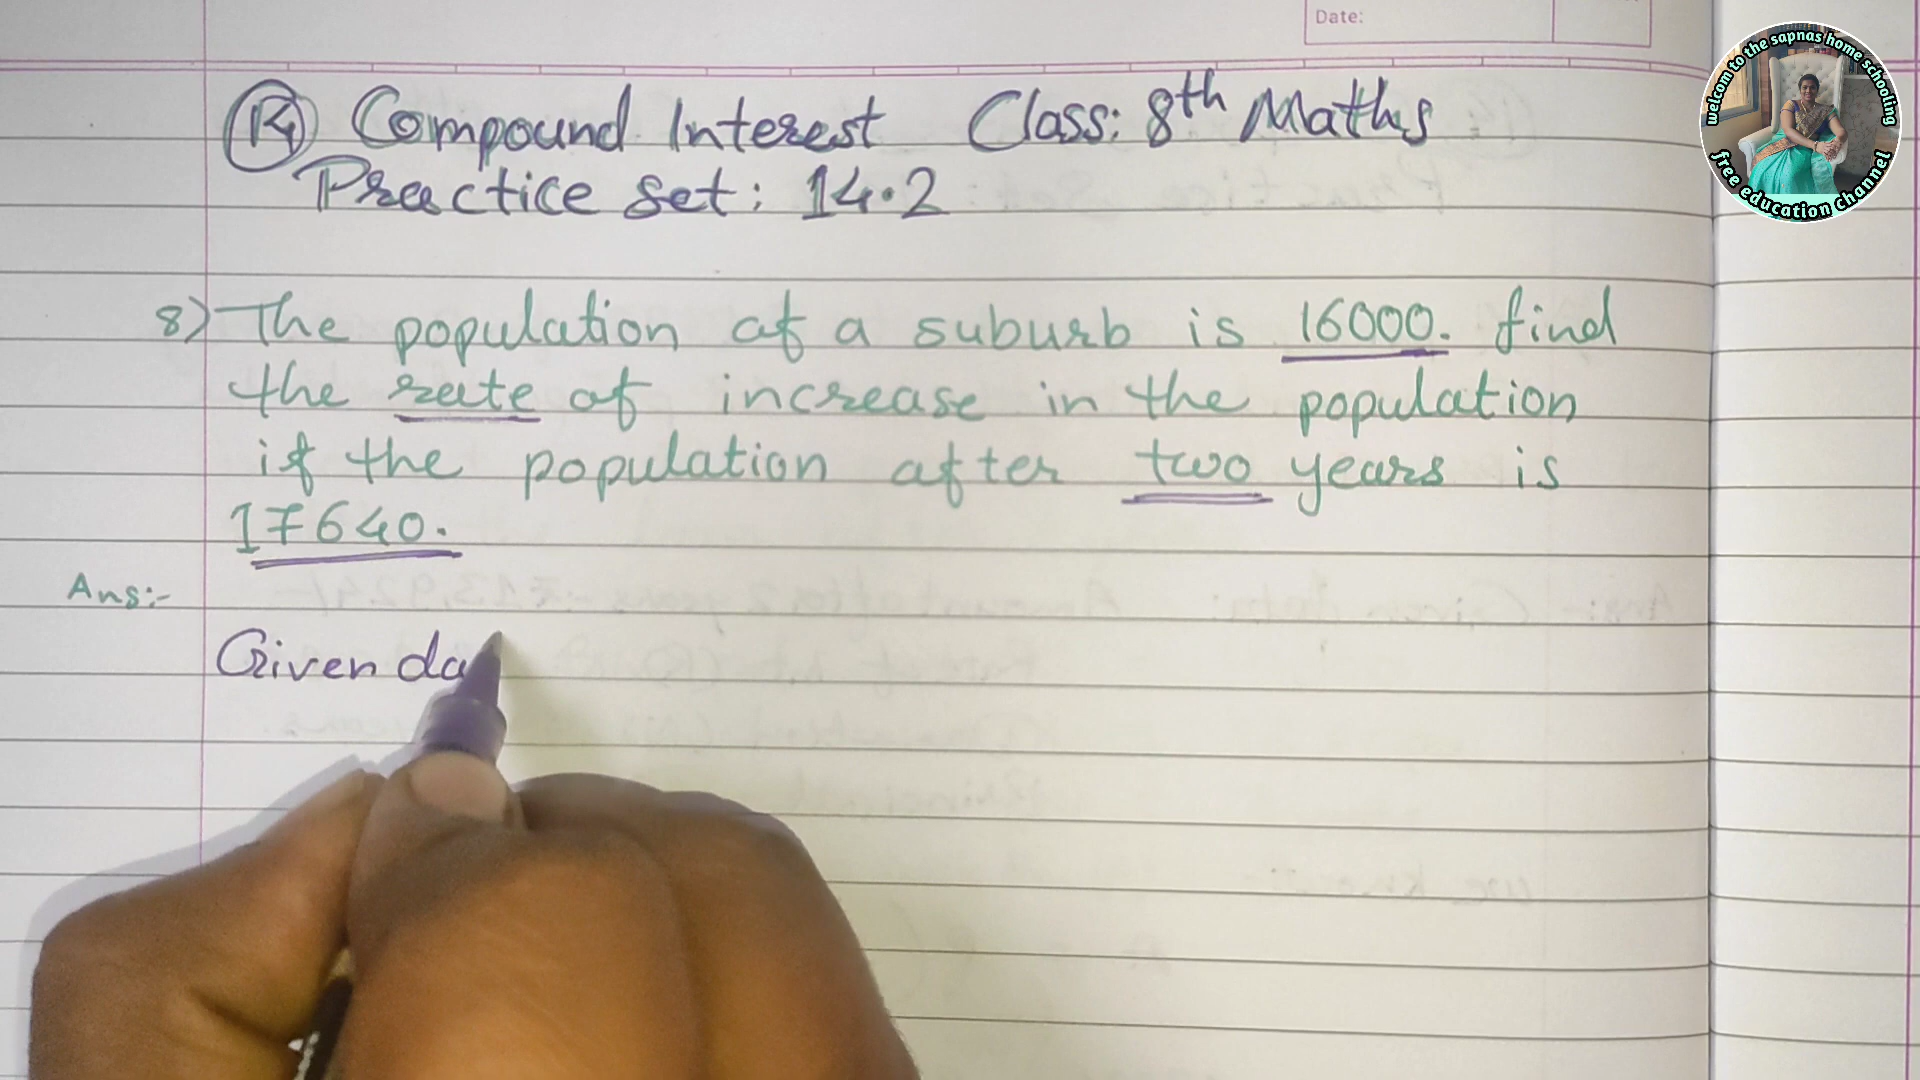 Date:
14 Compound Interest Class: 8th Maths
Practice set: 14.2
8) The population of a suburb is 16000. find
the rate of increase in the population
if the population after two years is
17640.
Ans:-
Given da
welcom to the sapnas home schooling
free education channel